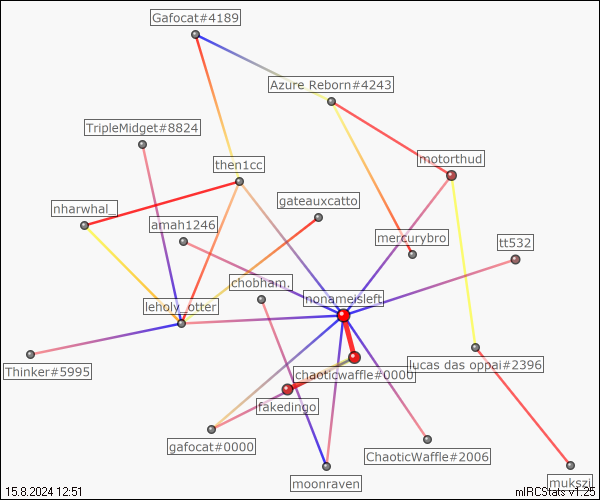 Gafocat#4189
Azure Reborn#4243
TripleMidget#8824
then1cc
motorthud
gateauxcatto
nharwhal_
amah1246
mercurybro
tt532
chobham.
nonameisleft
leholy_otter
Thinker#5995
chaoticwaffle#0000
lucas das oppai#2396
fakedingo
gafocat#0000
ChaoticWaffle#2006
moonraven
mukszi
15.8.2024 12:51
mIRCStats v1.25